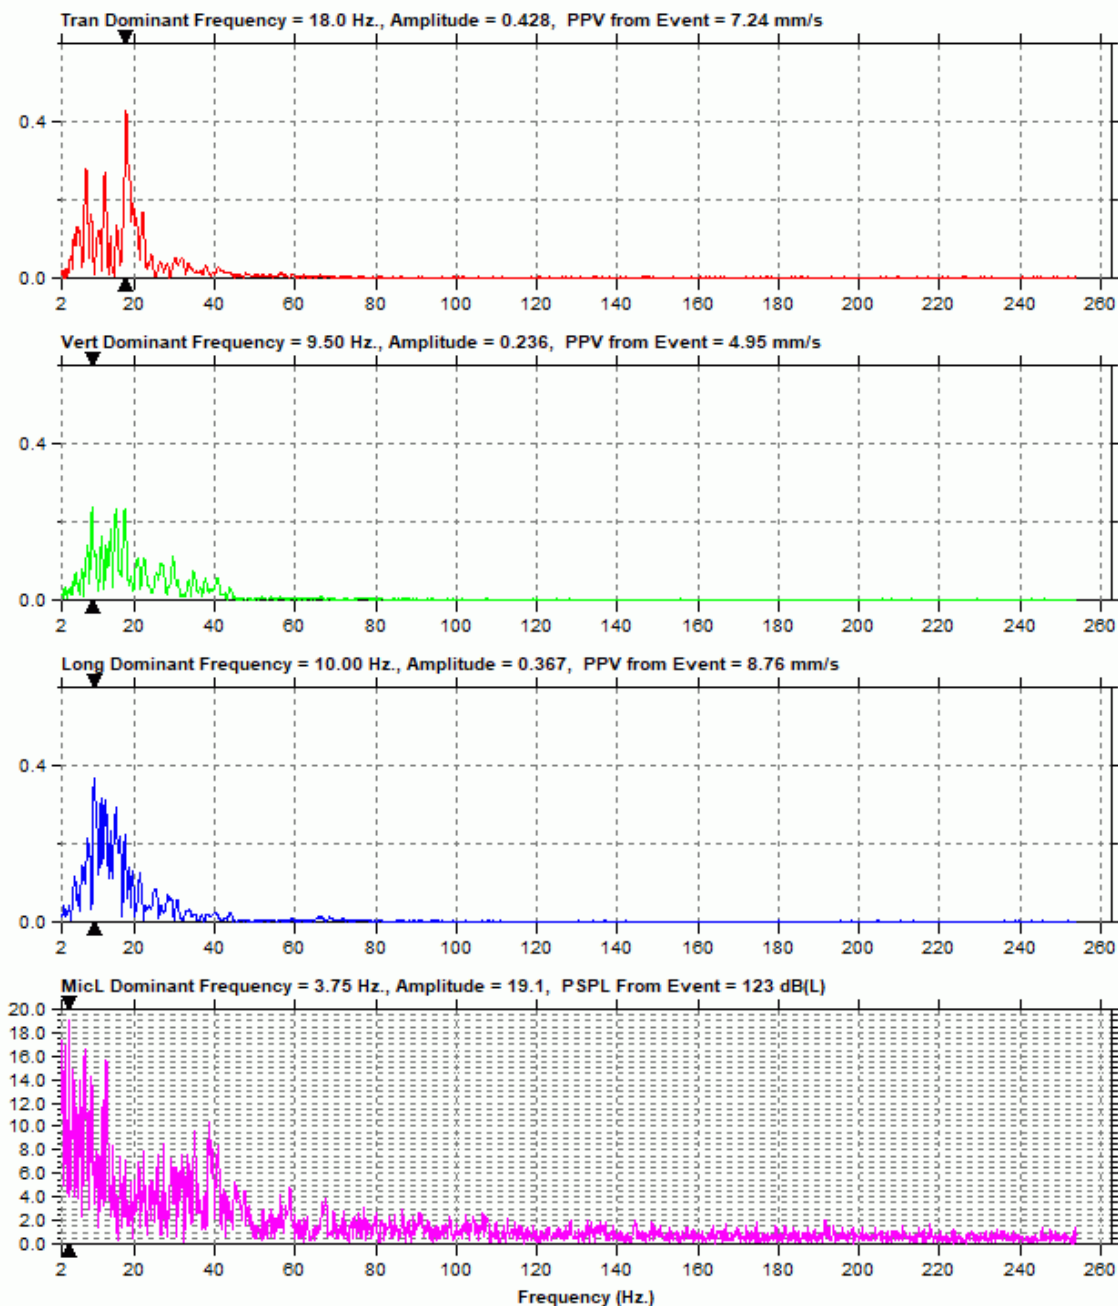 Tran Dominant Frequency = 18.0 Hz., Amplitude = 0.428, PPV from Event = 7.24 mm/s
0.4
0.0
2 20 40 60 80 100 120 140 160 180 200 220 240 260
Vert Dominant Frequency = 9.50 Hz., Amplitude = 0.236, PPV from Event = 4.95 mm/s
0.4
0.0
2 20 40 60 80 100 120 140 160 180 200 220 240 260
Long Dominant Frequency = 10.00 Hz., Amplitude = 0.367, PPV from Event = 8.76 mm/s
0.4
0.0
2 20 40 60 80 100 120 140 160 180 200 220 240 260
MicL Dominant Frequency = 3.75 Hz., Amplitude = 19.1, PSPL From Event = 123 dB(L)
20.0
18.0
16.0
14.0
12.0
10.0
8.0
6.0
4.0
2.0
0.0
2 20 40 60 80 100 120 140 160 180 200 220 240 260
Frequency (Hz.)